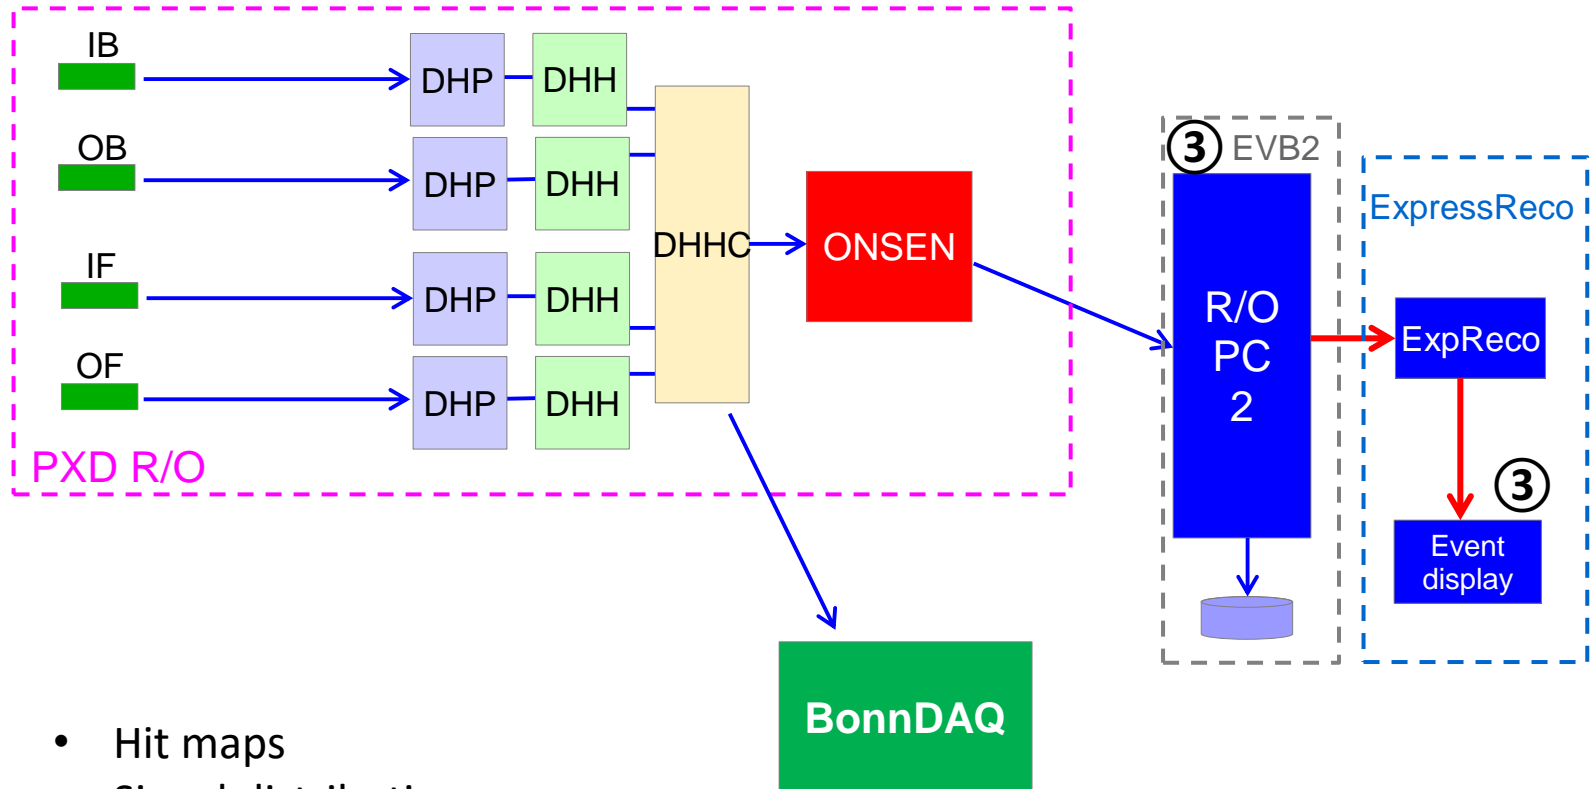 IB
DHP
DHH
OB
DHP
DHH
IF
DHP
DHH
OF
DHP
DHH
DHHC
ONSEN
PXD R/O
③ EVB2
R/O
PC
2
ExpressReco
ExpReco
③
Event
display
BonnDAQ
• Hit maps